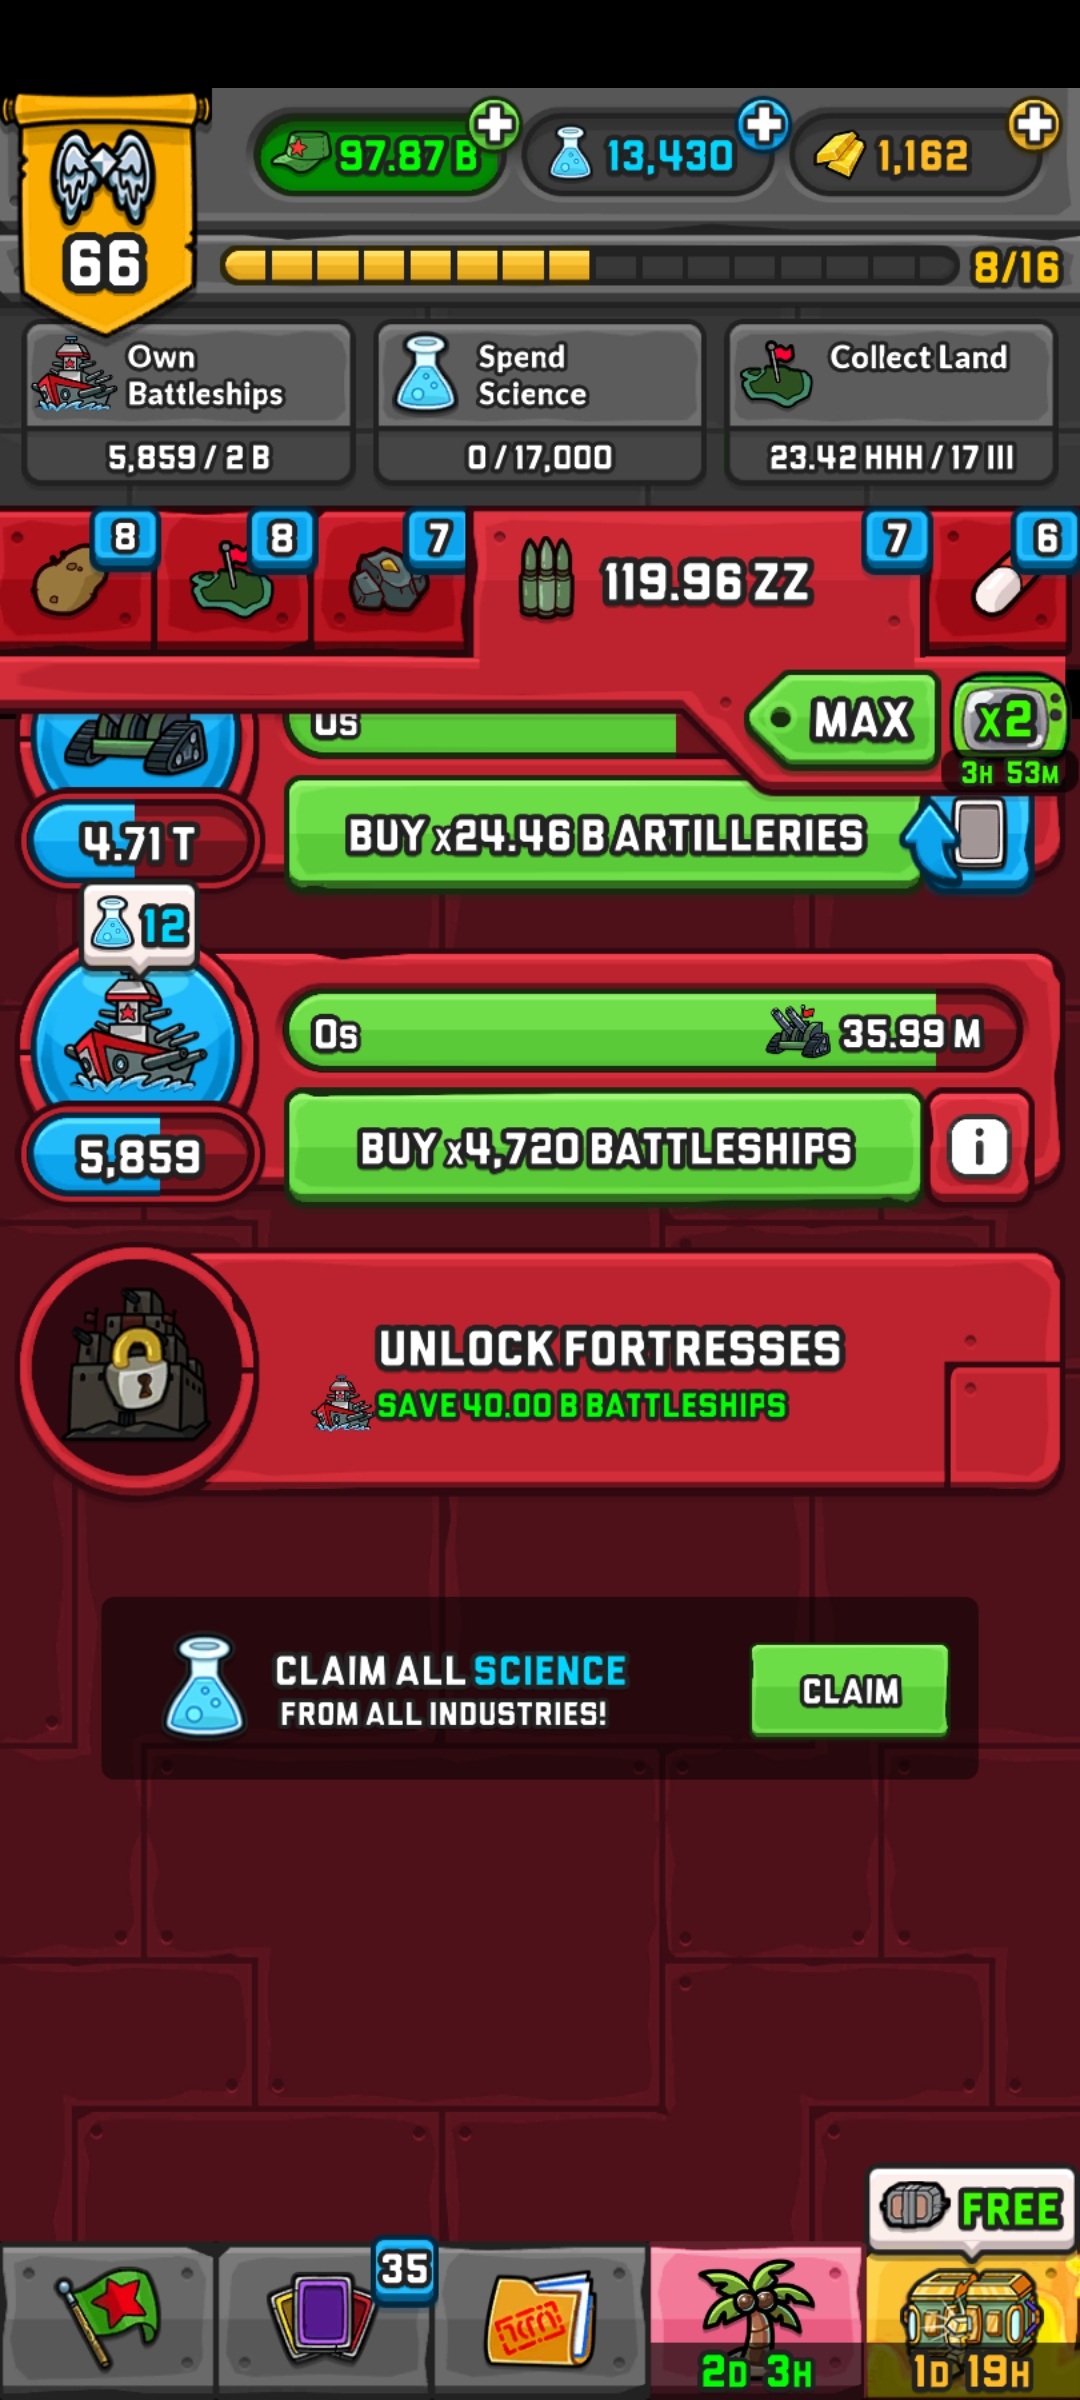 97.87 B
13,430
1,162
66
8/16
Own
Battleships
5,859 / 2 B
Spend
Science
0 / 17,000
Collect Land
23.42 HHH / 17 III
8
8
7
119.96 ZZ
7
6
MAX
x2
3H 53M
0s
4.71 T
BUY x24.46 B ARTILLERIES
12
0s
35.99 M
5,859
BUY x4,720 BATTLESHIPS
i
UNLOCK FORTRESSES
SAVE 40.00 B BATTLESHIPS
CLAIM ALL SCIENCE
FROM ALL INDUSTRIES!
CLAIM
FREE
35
2D 3H
1D 19H